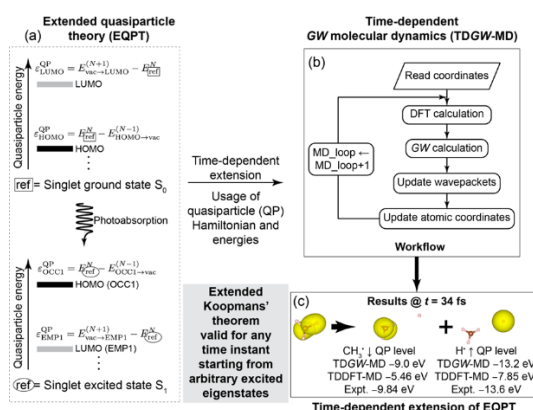 Extended quasiparticle
theory (EQPT)
(a)
Quasiparticle energy
ε^QP_LUMO = E^(N+1)_vac→LUMO − E^N_ref
LUMO
ε^QP_HOMO = E^N_ref − E^(N−1)_HOMO→vac
HOMO
⋮
ref = Singlet ground state S₀
Photoabsorption
Quasiparticle energy
ε^QP_OCC1 = E^N_ref − E^(N−1)_OCC1→vac
HOMO (OCC1)
ε^QP_EMP1 = E^(N+1)_vac→EMP1 − E^N_ref
LUMO (EMP1)
⋮
ref = Singlet excited state S₁
Time-dependent
extension
Usage of
quasiparticle (QP)
Hamiltonian and
energies
Extended
Koopmans'
theorem
valid for any
time instant
starting from
arbitrary excited
eigenstates
Time-dependent
GW molecular dynamics (TDGW-MD)
(b)
Read coordinates
DFT calculation
GW calculation
Update wavepackets
Update atomic coordinates
MD_loop ←
MD_loop+1
Workflow
(c)
Results @ t = 34 fs
+
CH₃· ↓ QP level
TDGW-MD −9.0 eV
TDDFT-MD −5.46 eV
Expt. −9.84 eV
H· ↑ QP level
TDGW-MD −13.2 eV
TDDFT-MD −7.85 eV
Expt. −13.6 eV
Time-dependent extension of EQPT